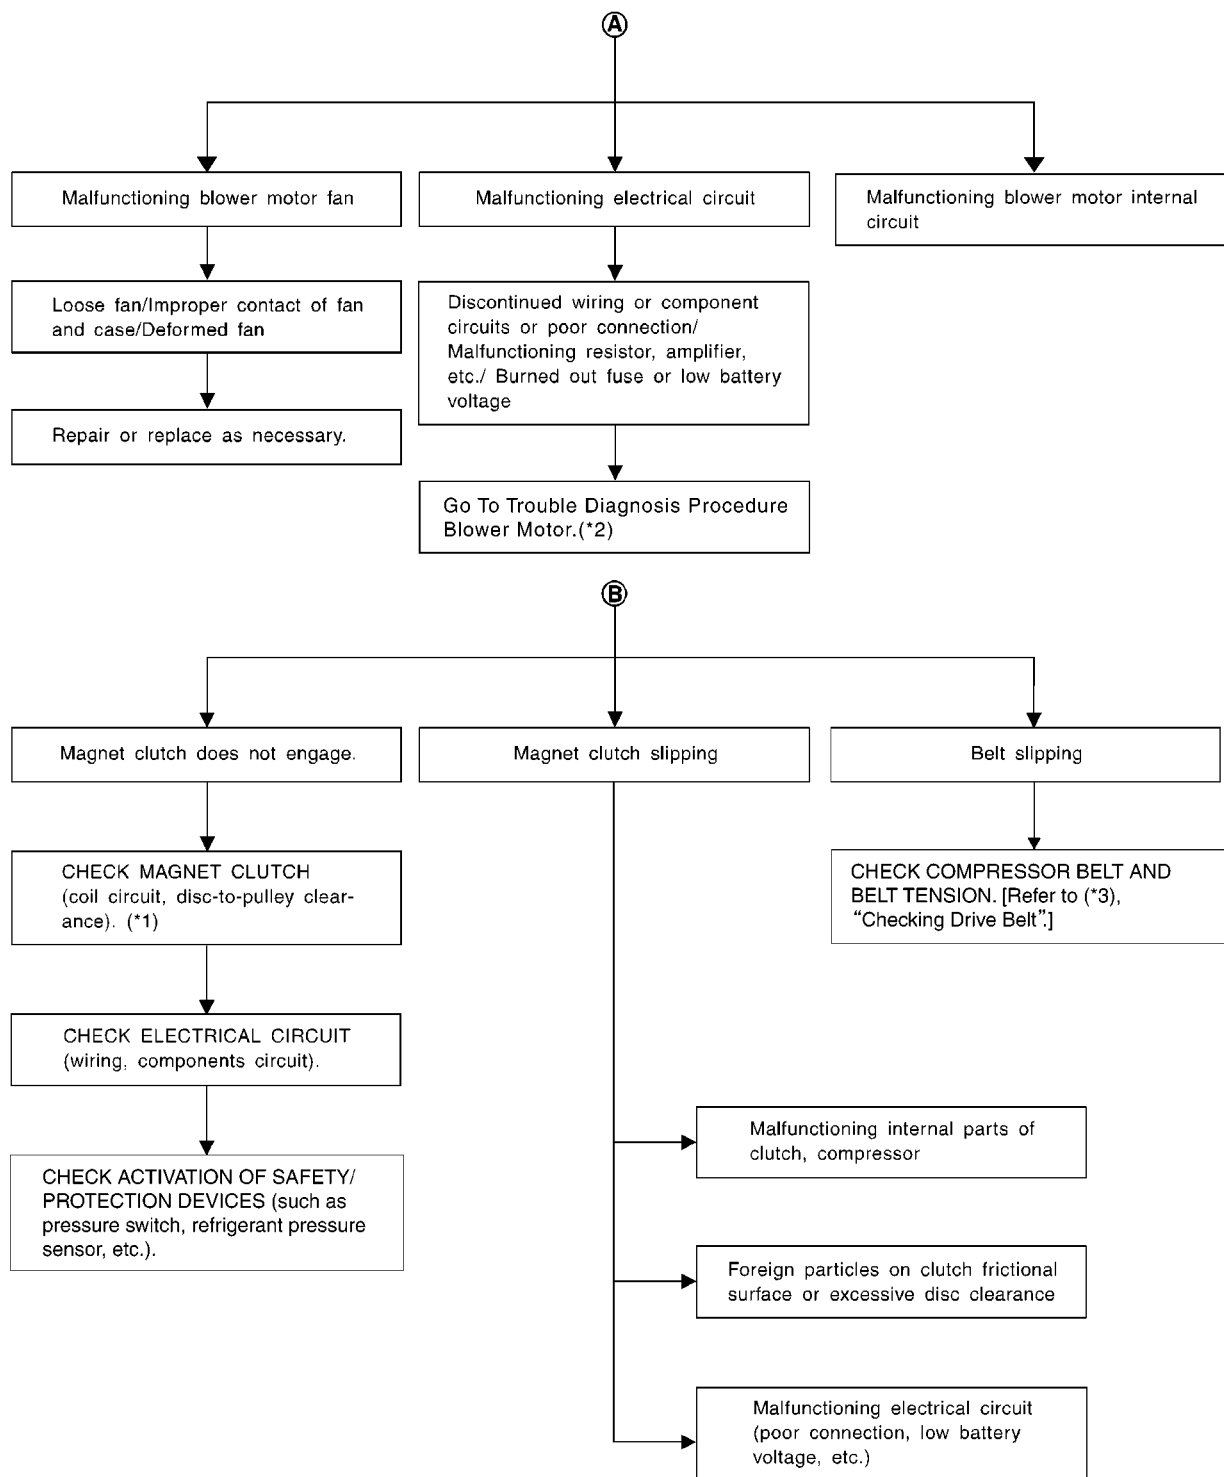 A
Malfunctioning blower motor fan
Malfunctioning electrical circuit
Malfunctioning blower motor internal
circuit
Loose fan/Improper contact of fan
and case/Deformed fan
Discontinued wiring or component
circuits or poor connection/
Malfunctioning resistor, amplifier,
etc./ Burned out fuse or low battery
voltage
Repair or replace as necessary.
Go To Trouble Diagnosis Procedure
Blower Motor.(*2)
B
Magnet clutch does not engage.
Magnet clutch slipping
Belt slipping
CHECK MAGNET CLUTCH
(coil circuit, disc-to-pulley clear-
ance). (*1)
CHECK COMPRESSOR BELT AND
BELT TENSION. [Refer to (*3),
“Checking Drive Belt”.]
CHECK ELECTRICAL CIRCUIT
(wiring, components circuit).
CHECK ACTIVATION OF SAFETY/
PROTECTION DEVICES (such as
pressure switch, refrigerant pressure
sensor, etc.).
Malfunctioning internal parts of
clutch, compressor
Foreign particles on clutch frictional
surface or excessive disc clearance
Malfunctioning electrical circuit
(poor connection, low battery
voltage, etc.)